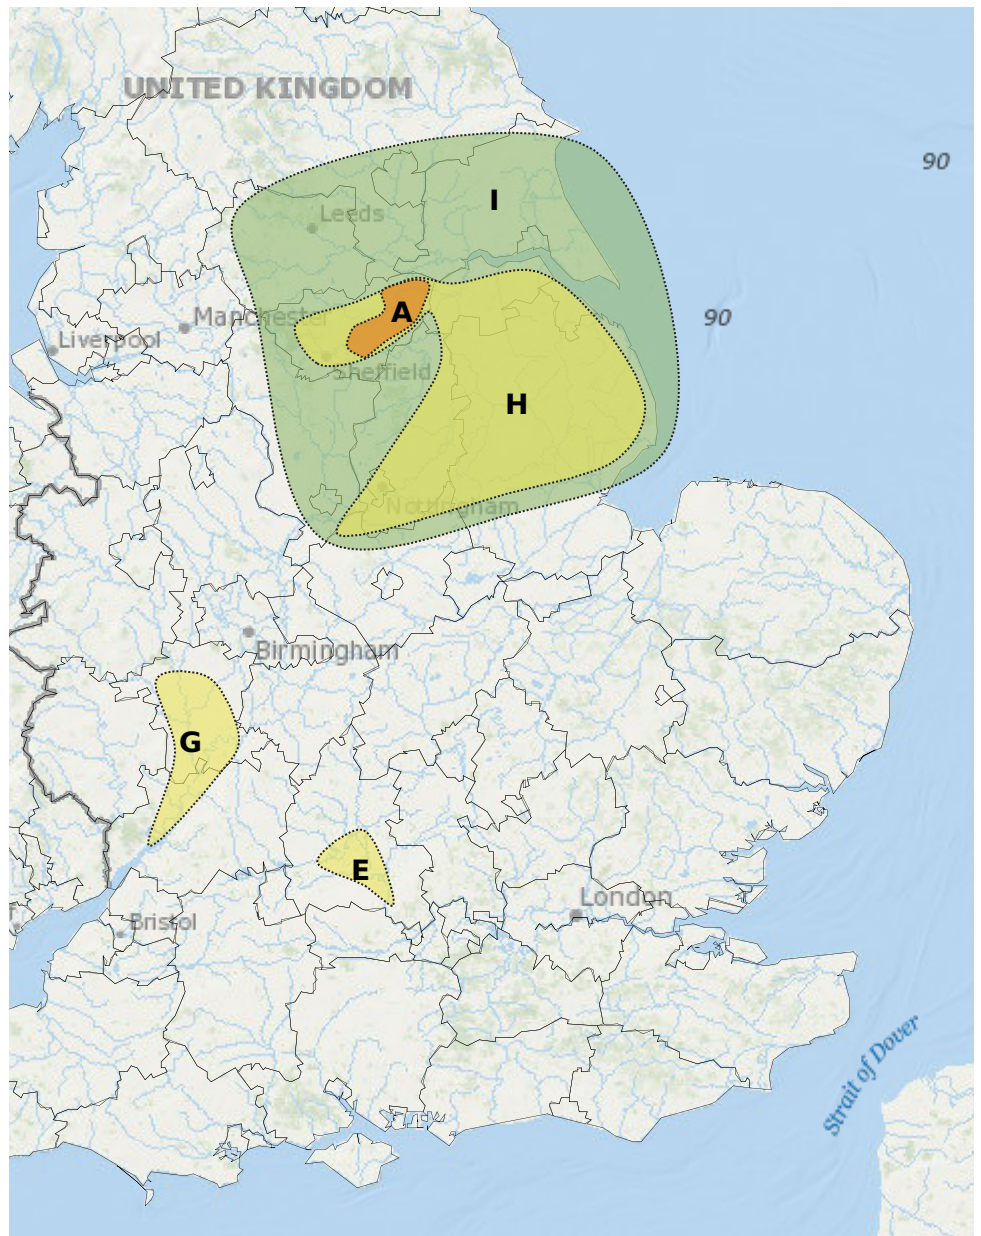 UNITED KINGDOM
90
I
Leeds
A
Manchester
90
Liverpool
Sheffield
H
Nottingham
Birmingham
G
E
London
Bristol
Strait of Dover